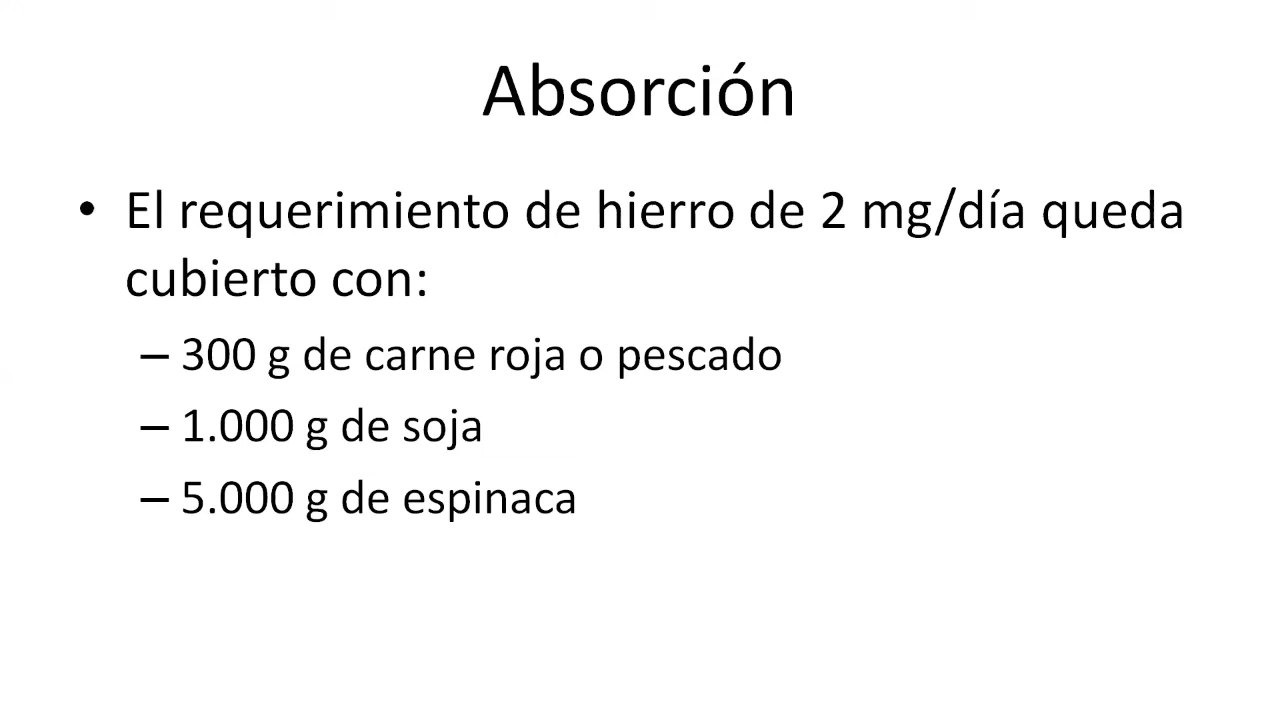 Absorción
• El requerimiento de hierro de 2 mg/día queda
cubierto con:
– 300 g de carne roja o pescado
– 1.000 g de soja
– 5.000 g de espinaca